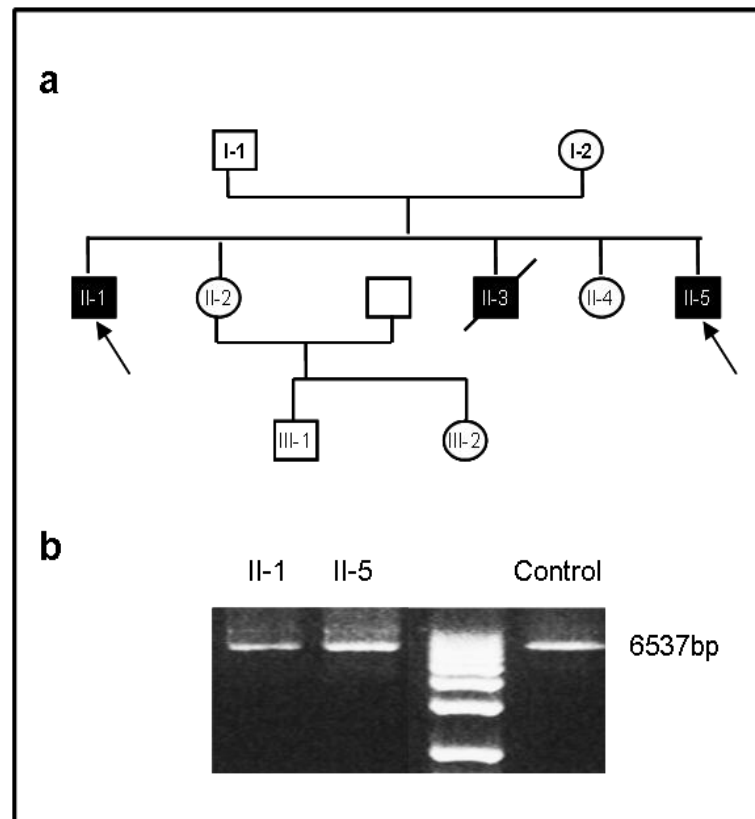 a
I-1 I-2
II-1 II-2 II-3 II-4 II-5
III-1 III-2
b
II-1 II-5 Control
6537bp